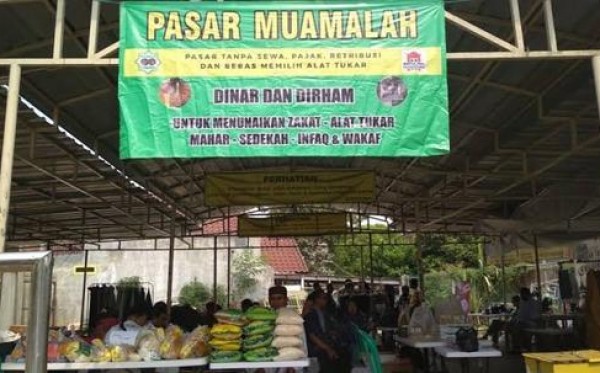 PASAR MUAMALAH
PASAR TANPA SEWA, PAJAK, RETRIBUSI
DAN BEBAS MEMILIH ALAT TUKAR
DINAR DAN DIRHAM
UNTUK MENUNAIKAN ZAKAT - ALAT TUKAR
MAHAR - SEDEKAH - INFAQ & WAKAF
PERHATIAN